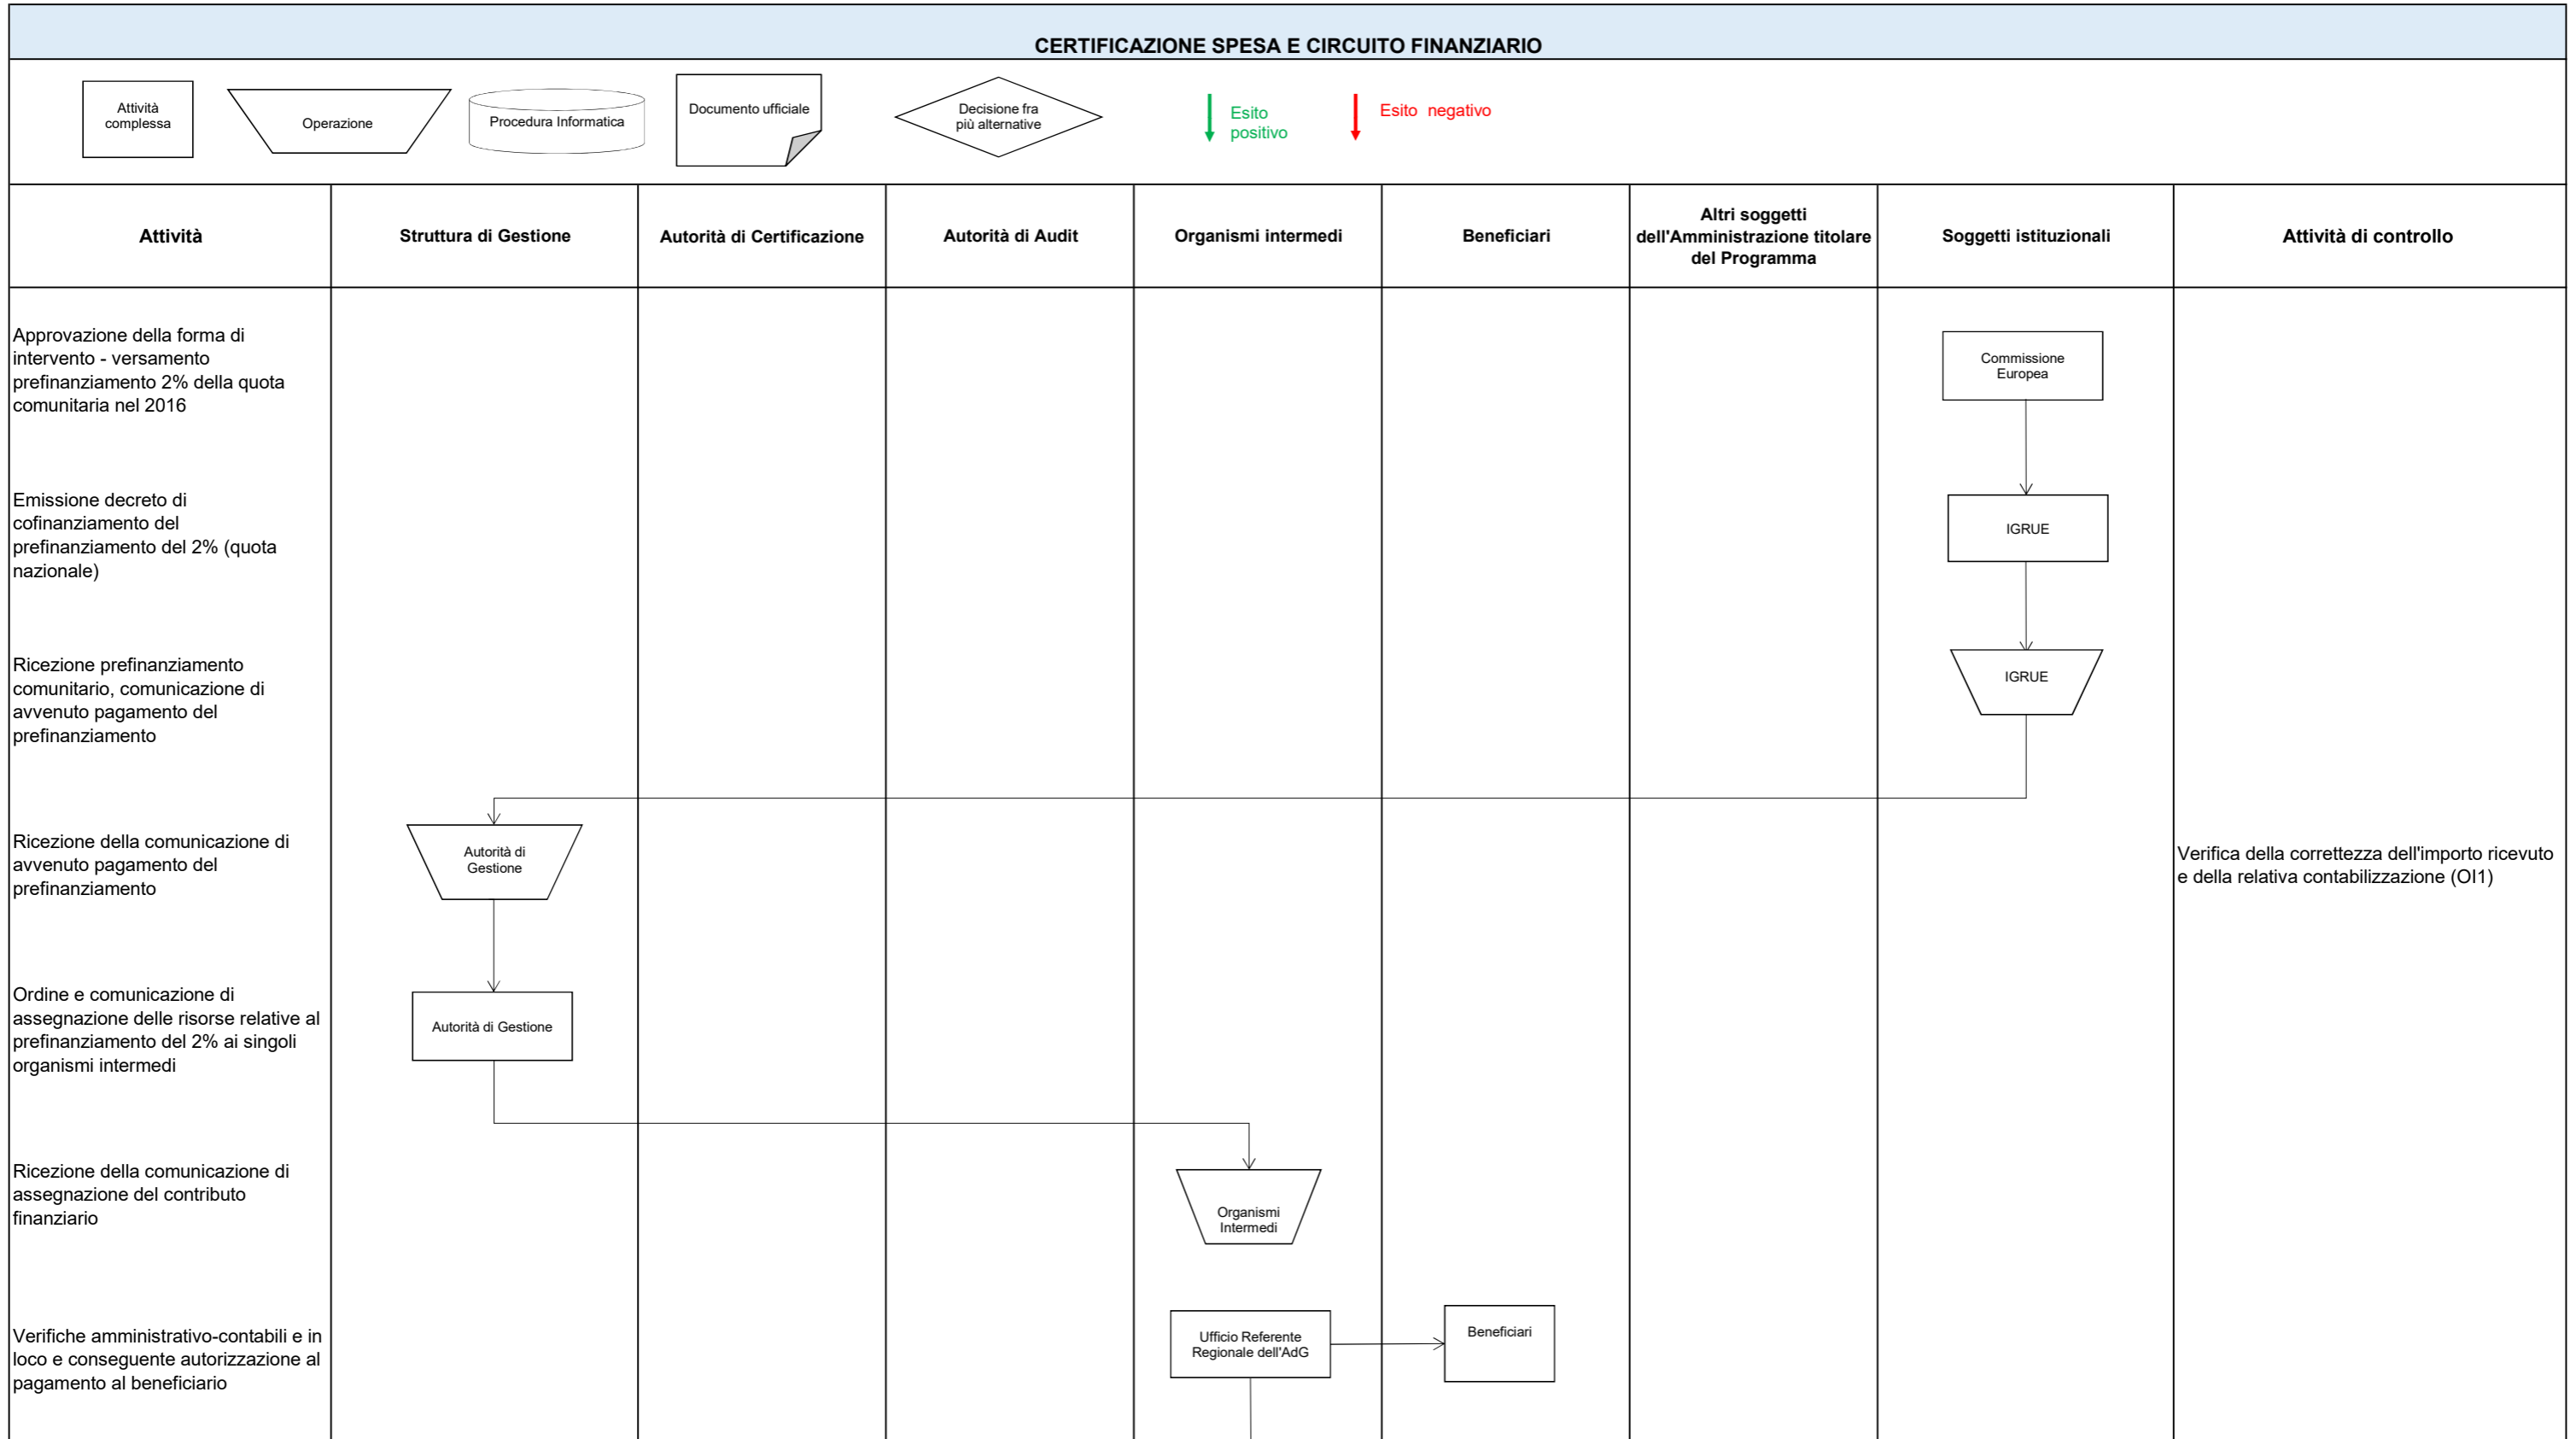 CERTIFICAZIONE SPESA E CIRCUITO FINANZIARIO
Attività
complessa
Operazione
Procedura Informatica
Documento ufficiale
Decisione fra
più alternative
Esito
positivo
Esito negativo
Attività
Struttura di Gestione
Autorità di Certificazione
Autorità di Audit
Organismi intermedi
Beneficiari
Altri soggetti
dell'Amministrazione titolare
del Programma
Soggetti istituzionali
Attività di controllo
Approvazione della forma di
intervento - versamento
prefinanziamento 2% della quota
comunitaria nel 2016
Commissione
Europea
Emissione decreto di
cofinanziamento del
prefinanziamento del 2% (quota
nazionale)
IGRUE
Ricezione prefinanziamento
comunitario, comunicazione di
avvenuto pagamento del
prefinanziamento
IGRUE
Ricezione della comunicazione di
avvenuto pagamento del
prefinanziamento
Autorità di
Gestione
Verifica della correttezza dell'importo ricevuto
e della relativa contabilizzazione (OI1)
Ordine e comunicazione di
assegnazione delle risorse relative al
prefinanziamento del 2% ai singoli
organismi intermedi
Autorità di Gestione
Ricezione della comunicazione di
assegnazione del contributo
finanziario
Organismi
Intermedi
Verifiche amministrativo-contabili e in
loco e conseguente autorizzazione al
pagamento al beneficiario
Ufficio Referente
Regionale dell'AdG
Beneficiari